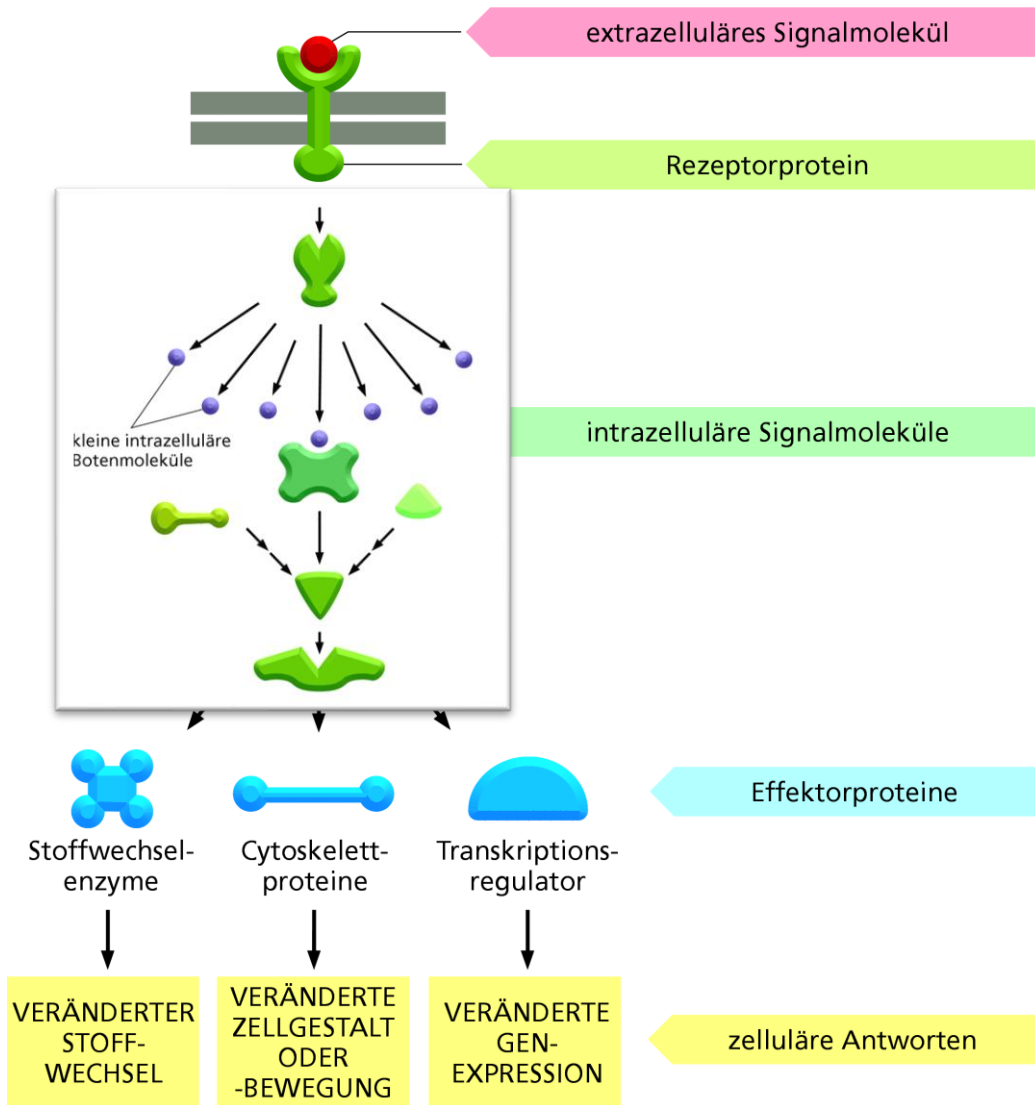 extrazelluläres Signalmolekül
Rezeptorprotein
kleine intrazelluläre
Botenmoleküle
intrazelluläre Signalmoleküle
Effektorproteine
Stoffwechsel-
enzyme
Cytoskelett-
proteine
Transkriptions-
regulator
VERÄNDERTER
STOFF-
WECHSEL
VERÄNDERTE
ZELLGESTALT
ODER
-BEWEGUNG
VERÄNDERTE
GEN-
EXPRESSION
zelluläre Antworten